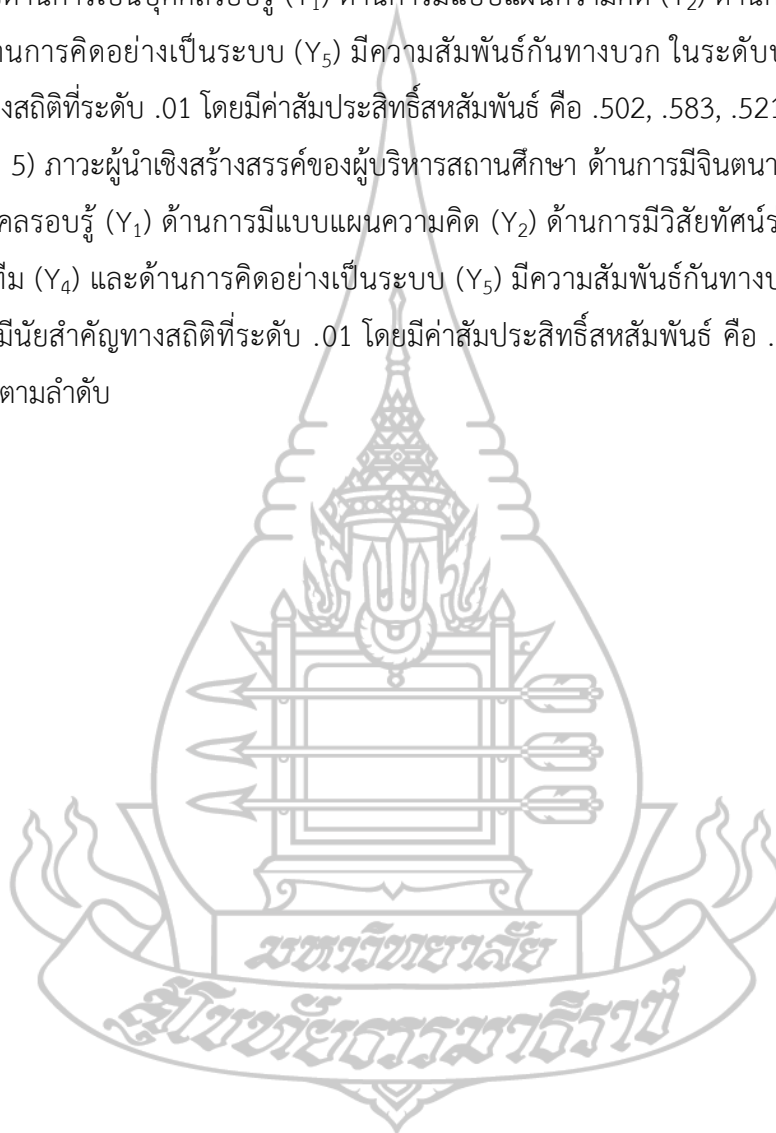 ด้านการเป็นบุคคลรอบรู้ (Y₁) ด้านการมีแบบแผนความคิด (Y₂)
านการคิดอย่างเป็นระบบ (Y₅) มีความสัมพันธ์กันทางบวก ในระดับ
งสถิติที่ระดับ .01 โดยมีค่าสัมประสิทธิ์สหสัมพันธ์ คือ .502, .583, .521
5) ภาวะผู้นำเชิงสร้างสรรค์ของผู้บริหารสถานศึกษา ด้านการมีจินตนา
คลรอบรู้ (Y₁) ด้านการมีแบบแผนความคิด (Y₂) ด้านการมีวิสัยทัศน์ร
ทีม (Y₄) และด้านการคิดอย่างเป็นระบบ (Y₅) มีความสัมพันธ์กันทางบ
มีนัยสำคัญทางสถิติที่ระดับ .01 โดยมีค่าสัมประสิทธิ์สหสัมพันธ์ คือ .
ตามลำดับ
มหาวิทยาลัย
สุโขทัยธรรมาธิราช